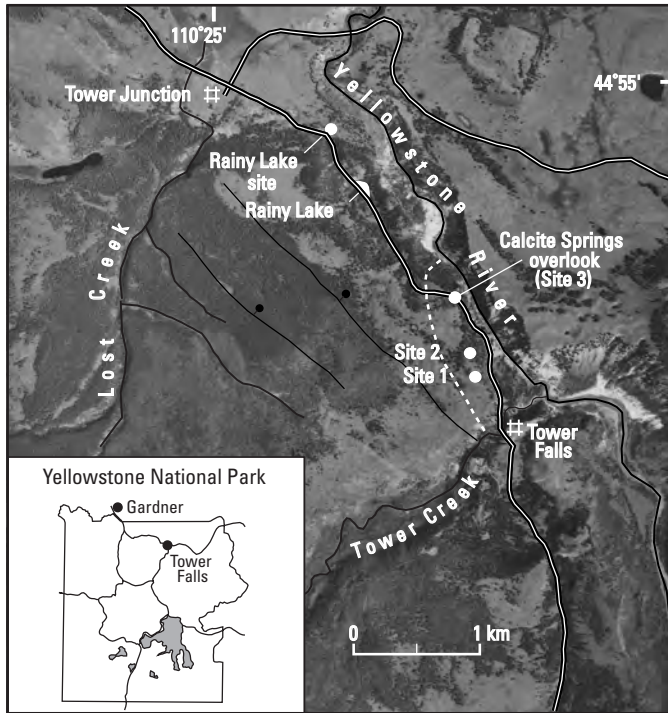 110°25'
44°55'
Tower Junction
Yellowstone River
Rainy Lake
site
Rainy Lake
Lost Creek
Calcite Springs
overlook
(Site 3)
Site 2
Site 1
Tower
Falls
Tower Creek
Yellowstone National Park
Gardner
Tower
Falls
0 1 km